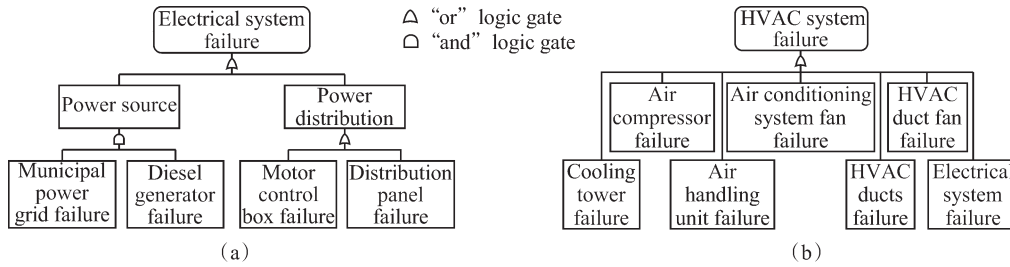 Electrical system
failure
“or” logic gate
“and” logic gate
Power source
Power
distribution
Municipal
power
grid failure
Diesel
generator
failure
Motor
control
box failure
Distribution
panel
failure
(a)
HVAC system
failure
Air
compressor
failure
Air conditioning
system fan
failure
HVAC
duct fan
failure
Cooling
tower
failure
Air
handling
unit failure
HVAC
ducts
failure
Electrical
system
failure
(b)